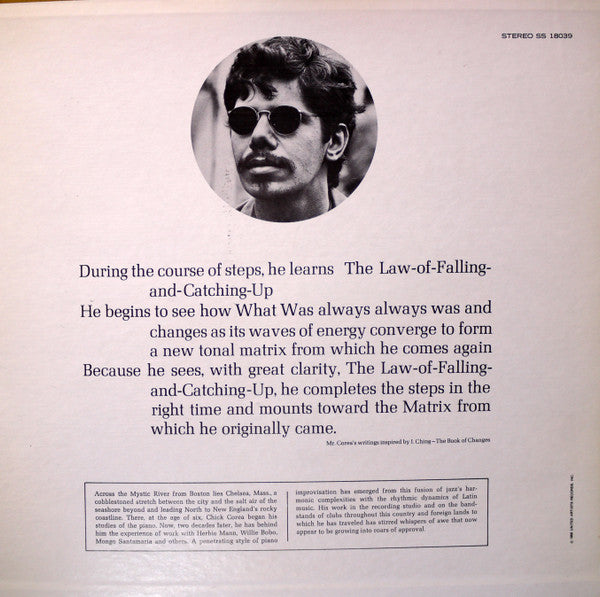 STEREO SS 18039
During the course of steps, he learns The Law-of-Falling-
and-Catching-Up
He begins to see how What Was always always was and
changes as its waves of energy converge to form
a new tonal matrix from which he comes again
Because he sees, with great clarity, The Law-of-Falling-
and-Catching-Up, he completes the steps in the
right time and mounts toward the Matrix from
which he originally came.
Mr. Corea's writings inspired by I. Ching—The Book of Changes
Across the Mystic River from Boston lies Chelsea, Mass., a
cobblestoned stretch between the city and the salt air of the
seashore beyond and leading North to New England's rocky
coastline. There, at the age of six, Chick Corea began his
studies of the piano. Now, two decades later, he has behind
him the experience of work with Herbie Mann, Willie Bobo,
Mongo Santamaria and others. A penetrating style of piano
improvisation has emerged from this fusion of jazz's har-
monic complexities with the rhythmic dynamics of Latin
music. His work in the recording studio and on the band-
stands of clubs throughout this country and foreign lands to
which he has traveled has stirred whispers of awe that now
appear to be growing into roars of approval.
© 1968 UNITED ARTISTS RECORDS, INC.